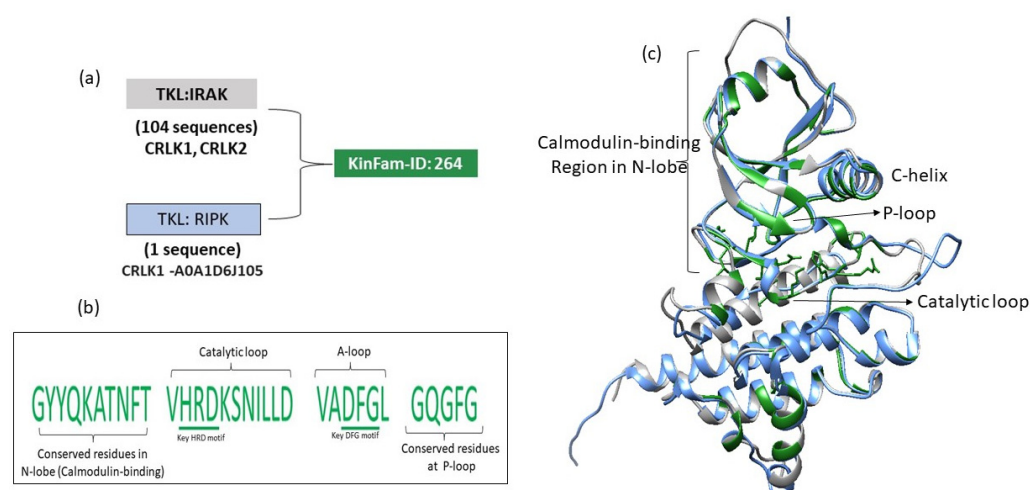 (a)
TKL:IRAK
(104 sequences)
CRLK1, CRLK2
KinFam-ID: 264
TKL: RIPK
(1 sequence)
CRLK1 -A0A1D6J105
(b)
Catalytic loop
A-loop
GYYQKATNFT VHRDKSNILLD VADFGL GQGFG
Key HRD motif
Key DFG motif
Conserved residues in
N-lobe (Calmodulin-binding)
Conserved residues
at P-loop
(c)
Calmodulin-binding
Region in N-lobe
C-helix
P-loop
Catalytic loop